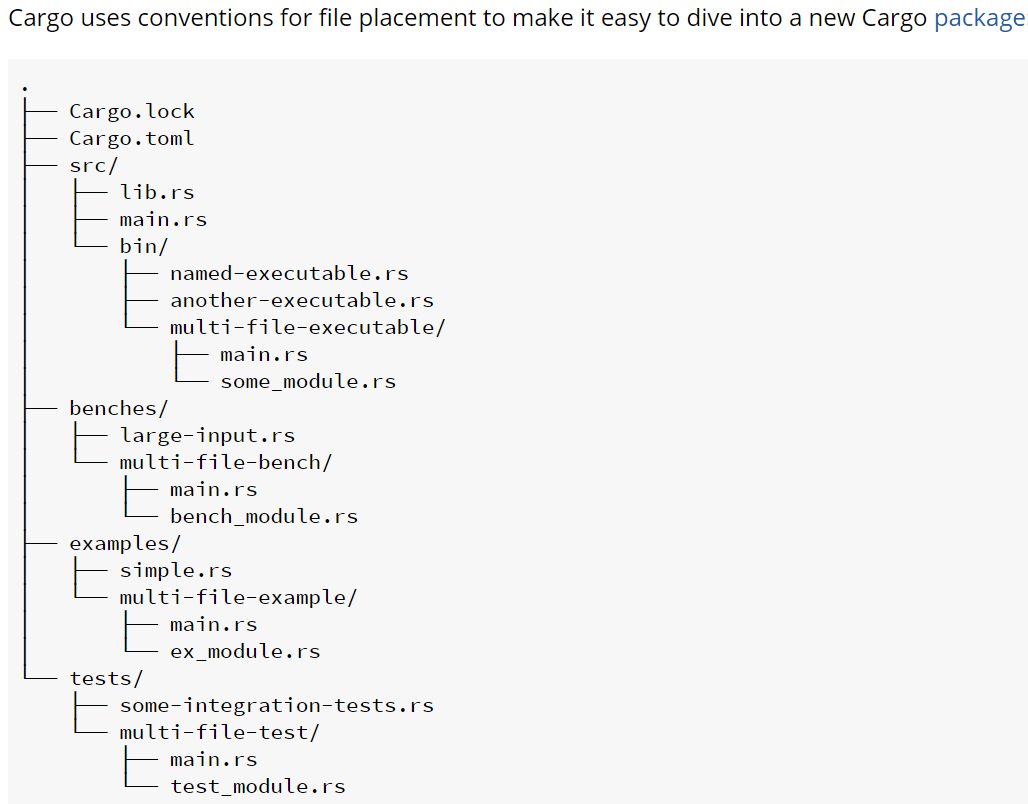 Cargo uses conventions for file placement to make it easy to dive into a new Cargo package
.
├── Cargo.lock
├── Cargo.toml
├── src/
│   ├── lib.rs
│   ├── main.rs
│   └── bin/
│       ├── named-executable.rs
│       ├── another-executable.rs
│       └── multi-file-executable/
│           ├── main.rs
│           └── some_module.rs
├── benches/
│   ├── large-input.rs
│   └── multi-file-bench/
│       ├── main.rs
│       └── bench_module.rs
├── examples/
│   ├── simple.rs
│   └── multi-file-example/
│       ├── main.rs
│       └── ex_module.rs
└── tests/
    ├── some-integration-tests.rs
    └── multi-file-test/
        ├── main.rs
        └── test_module.rs